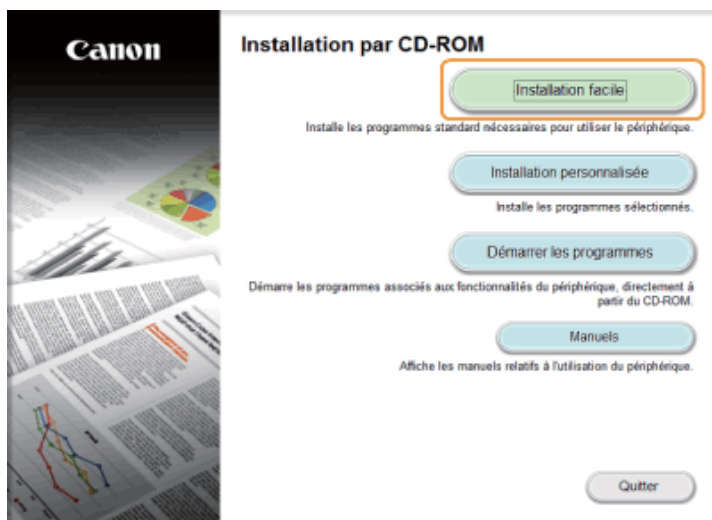 Canon
Installation par CD-ROM
Installation facile
Installe les programmes standard nécessaires pour utiliser le périphérique.
Installation personnalisée
Installe les programmes sélectionnés.
Démarrer les programmes
Démarre les programmes associés aux fonctionnalités du périphérique, directement à
partir du CD-ROM.
Manuels
Affiche les manuels relatifs à l'utilisation du périphérique.
Quitter